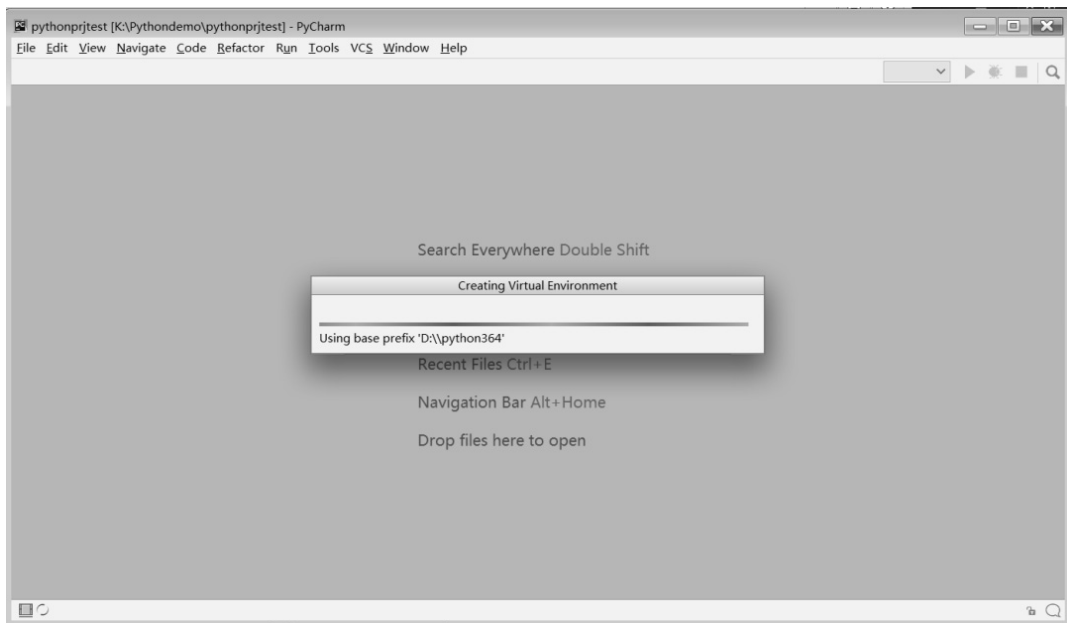 pythonprjtest [K:\Pythondemo\pythonprjtest] - PyCharm
File Edit View Navigate Code Refactor Run Tools VCS Window Help
Search Everywhere Double Shift
Creating Virtual Environment
Using base prefix 'D:\\python364'
Recent Files Ctrl+E
Navigation Bar Alt+Home
Drop files here to open